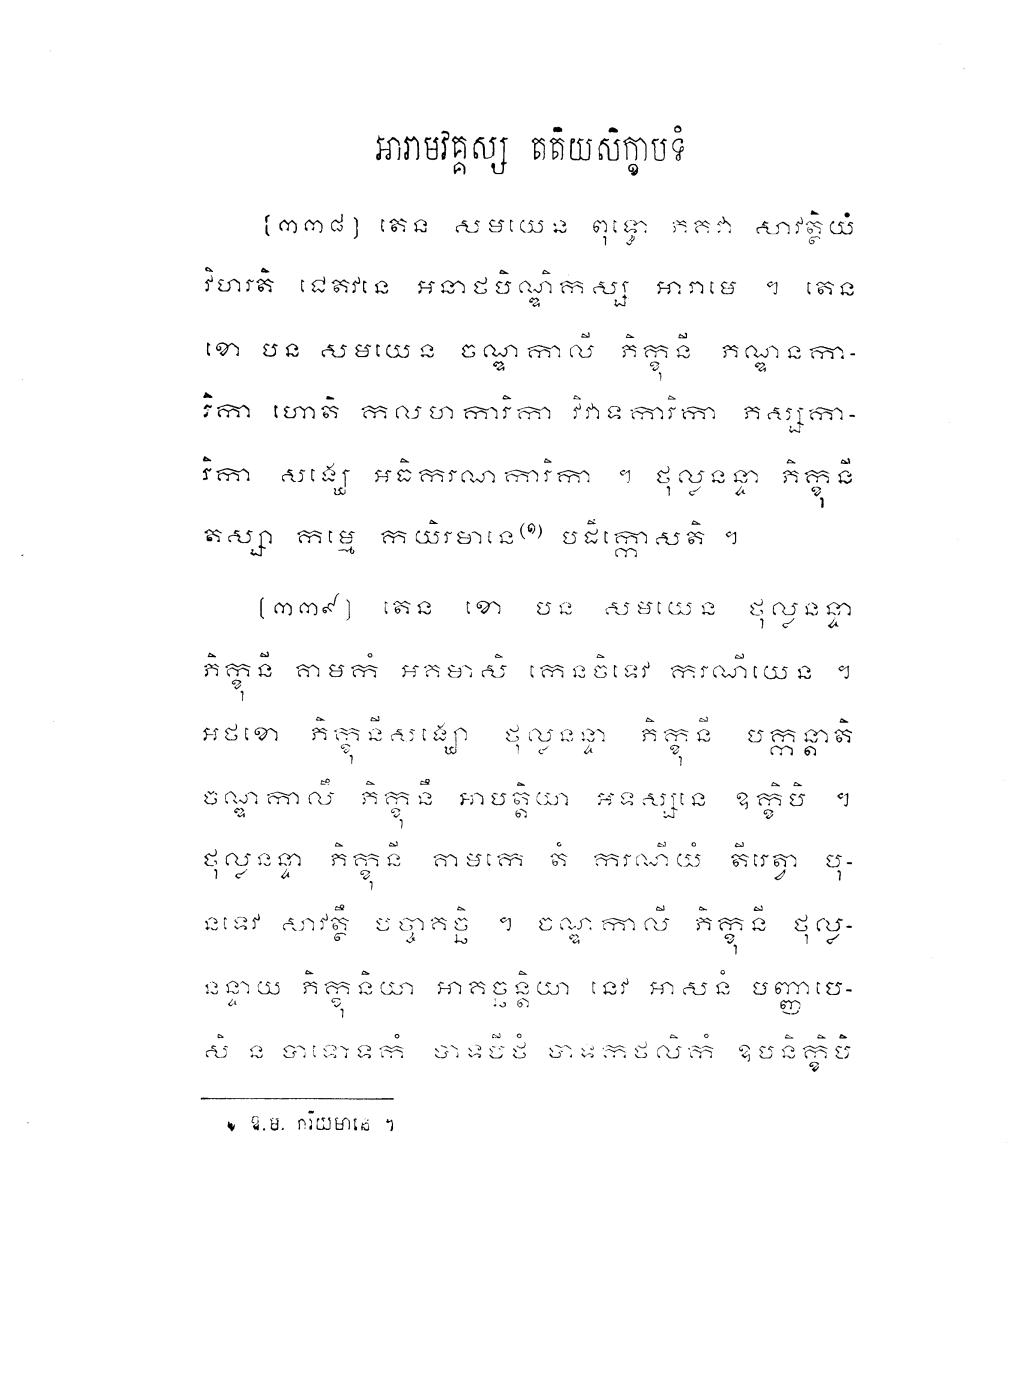 អារាមវគ្គស្ស តតិយសិក្ខាបទំ
[៣៣៨] តេន សមយេន ពុទ្ធោ ភគវា សាវត្ថិយំ
វិហរតិ ជេតវនេ អនាថបិណ្ឌិកស្ស អារាមេ ។ តេន
ខោ បន សមយេន ចណ្ឌកាលី ភិក្ខុនី ភណ្ឌនកា-
រិកា ហោតិ កលហការិកា វិវាទការិកា ភស្សកា-
រិកា សង្ឃេ អធិករណការិកា ។ ថុល្លនន្ទា ភិក្ខុនី
តស្សា កម្មេ កយិរមានេ(១) បដិក្កោសតិ ។
[៣៣៩] តេន ខោ បន សមយេន ថុល្លនន្ទា
ភិក្ខុនី គាមកំ អគមាសិ កេនចិទេវ ករណីយេន ។
អថខោ ភិក្ខុនីសង្ឃោ ថុល្លនន្ទា ភិក្ខុនី បក្កន្តាតិ
ចណ្ឌកាលឹ ភិក្ខុនឹ អាបត្តិយា អទស្សនេ ឧក្ខិបិ ។
ថុល្លនន្ទា ភិក្ខុនី គាមកេ តំ ករណីយំ តីរេត្វា បុ-
នទេវ សាវត្ថឹ បច្ចាគច្ឆិ ។ ចណ្ឌកាលី ភិក្ខុនី ថុល្ល-
នន្ទាយ ភិក្ខុនិយា អាគច្ឆន្តិយា នេវ អាសនំ បញ្ញាបេ-
សិ ន បាទោទកំ បាទបីថំ បាទកថលិកំ ឧបនិក្ខិបិ
១ ឱ.ម. ករិយមានេ ។